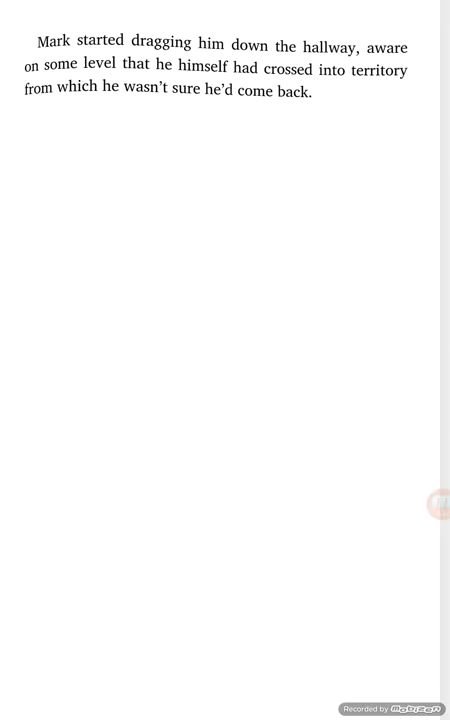 Mark started dragging him down the hallway, aware
on some level that he himself had crossed into territory
from which he wasn’t sure he’d come back.
Recorded by mobizen